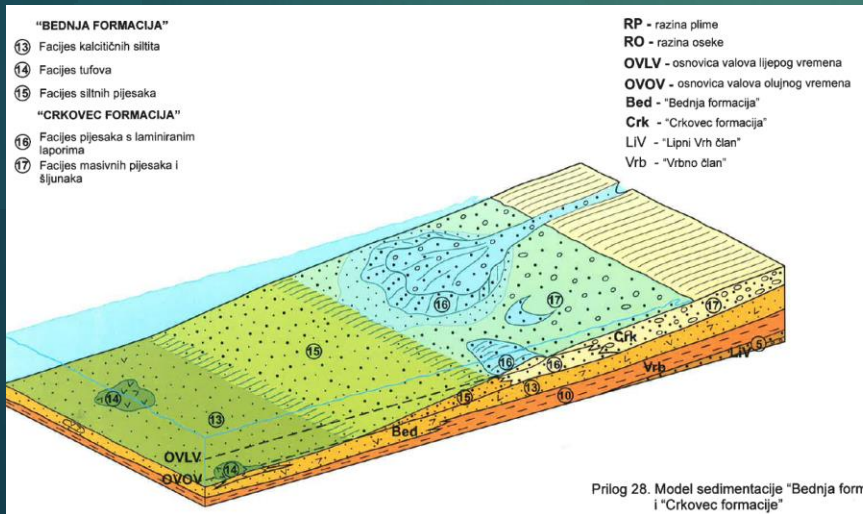 "BEDNJA FORMACIJA"
13 Facijes kalcitičnih siltita
14 Facijes tufova
15 Facijes siltnih pijesaka
"CRKOVEC FORMACIJA"
16 Facijes pijesaka s laminiranim
laporima
17 Facijes masivnih pijesaka i
šljunaka
RP - razina plime
RO - razina oseke
OVLV - osnovica valova lijepog vremena
OVOV - osnovica valova olujnog vremena
Bed - "Bednja formacija"
Crk - "Crkovec formacija"
LiV - "Lipni Vrh član"
Vrb - "Vrbno član"
16
17
17
15
Crk
16
16
5
LiV
Vrb
14
13
15
13
10
Bed
OVLV
14
OVOV
Prilog 28. Model sedimentacije "Bednja form
i "Crkovec formacije"